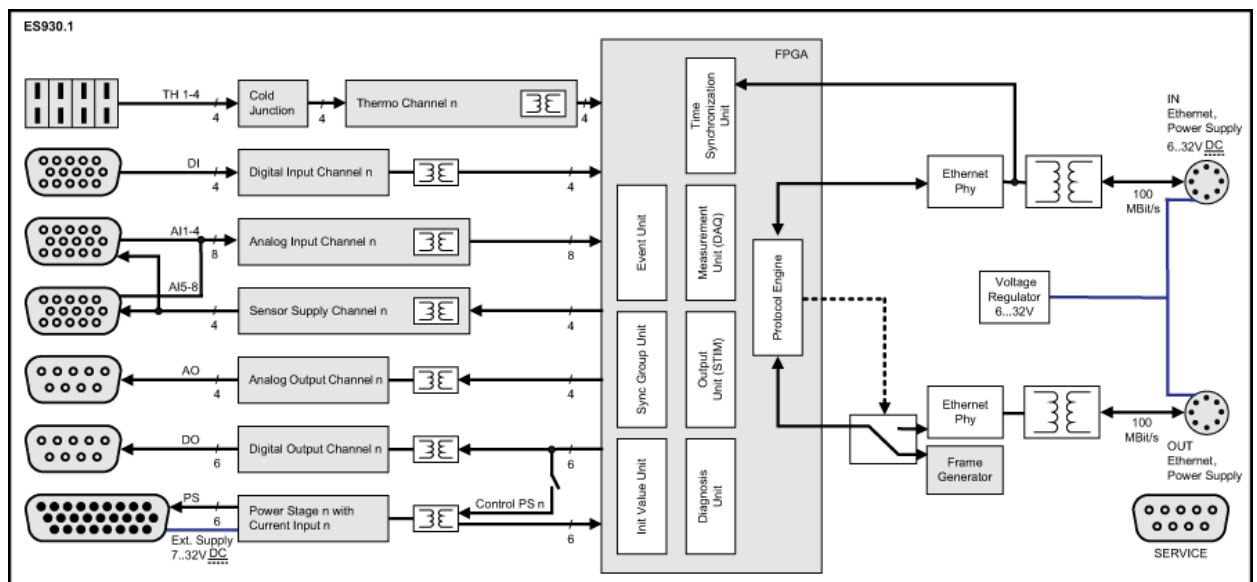 ES930.1
FPGA
TH 1-4
4
Cold
Junction
4
Thermo Channel n
4
Time
Synchronization
Unit
IN
Ethernet,
Power Supply
6..32V DC
DI
4
Digital Input Channel n
4
Ethernet
Phy
100
MBit/s
AI1-4
8
Analog Input Channel n
8
Event Unit
Measurement
Unit (DAQ)
Protocol Engine
AI5-8
4
Sensor Supply Channel n
4
Voltage
Regulator
6...32V
AO
4
Analog Output Channel n
4
Sync Group Unit
Output
Unit (STIM)
Ethernet
Phy
100
MBit/s
DO
6
Digital Output Channel n
6
OUT
Ethernet,
Power Supply
Frame
Generator
PS
6
Power Stage n with
Current Input n
Control PS n
6
Init Value Unit
Diagnosis
Unit
Ext. Supply
7..32V DC
SERVICE